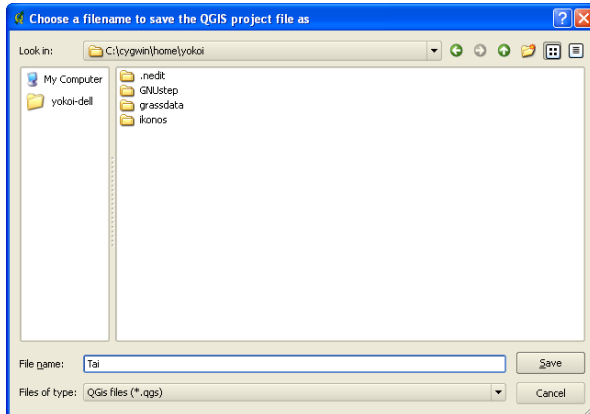 Choose a filename to save the QGIS project file as
Look in: C:\cygwin\home\yokoi
My Computer
yokoi-dell
.nedit
GNUstep
grassdata
ikonos
File name: Tai Save
Files of type: QGis files (*.qgs) Cancel